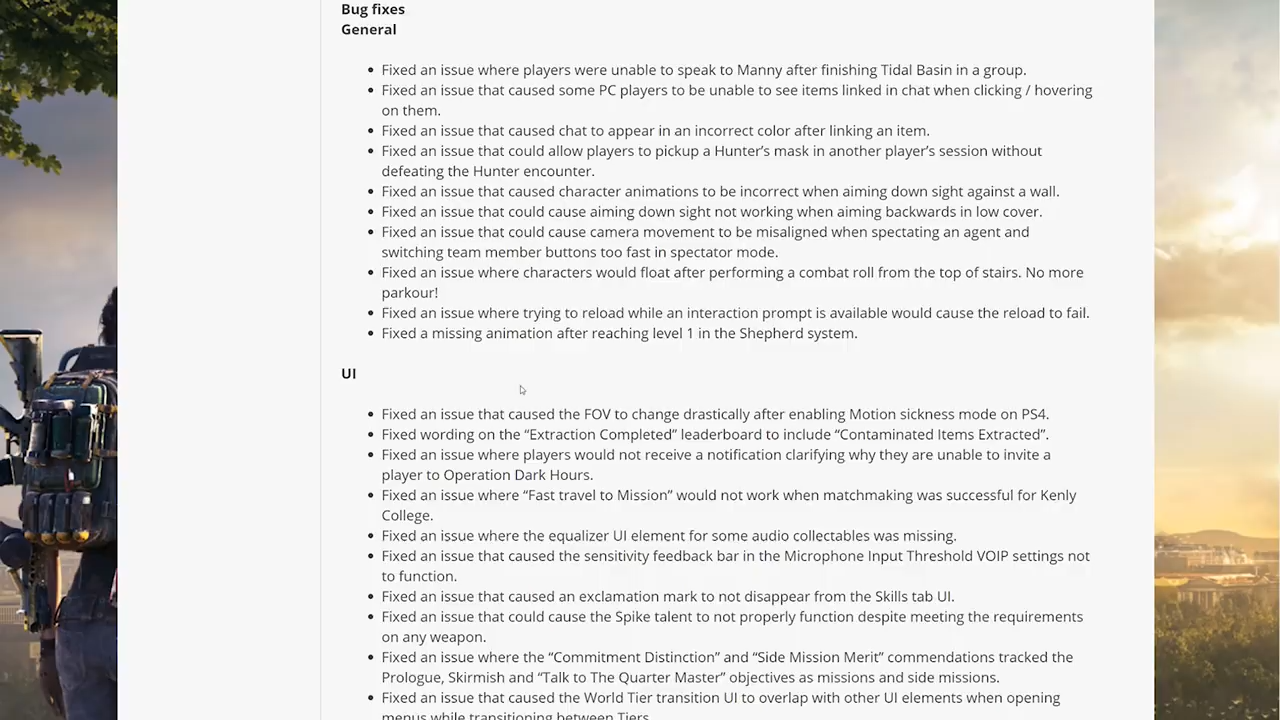 Bug fixes
General
Fixed an issue where players were unable to speak to Manny after finishing Tidal Basin in a group.
Fixed an issue that caused some PC players to be unable to see items linked in chat when clicking / hovering
on them.
Fixed an issue that caused chat to appear in an incorrect color after linking an item.
Fixed an issue that could allow players to pickup a Hunter’s mask in another player’s session without
defeating the Hunter encounter.
Fixed an issue that caused character animations to be incorrect when aiming down sight against a wall.
Fixed an issue that could cause aiming down sight not working when aiming backwards in low cover.
Fixed an issue that could cause camera movement to be misaligned when spectating an agent and
switching team member buttons too fast in spectator mode.
Fixed an issue where characters would float after performing a combat roll from the top of stairs. No more
parkour!
Fixed an issue where trying to reload while an interaction prompt is available would cause the reload to fail.
Fixed a missing animation after reaching level 1 in the Shepherd system.
UI
Fixed an issue that caused the FOV to change drastically after enabling Motion sickness mode on PS4.
Fixed wording on the “Extraction Completed” leaderboard to include “Contaminated Items Extracted”.
Fixed an issue where players would not receive a notification clarifying why they are unable to invite a
player to Operation Dark Hours.
Fixed an issue where “Fast travel to Mission” would not work when matchmaking was successful for Kenly
College.
Fixed an issue where the equalizer UI element for some audio collectables was missing.
Fixed an issue that caused the sensitivity feedback bar in the Microphone Input Threshold VOIP settings not
to function.
Fixed an issue that caused an exclamation mark to not disappear from the Skills tab UI.
Fixed an issue that could cause the Spike talent to not properly function despite meeting the requirements
on any weapon.
Fixed an issue where the “Commitment Distinction” and “Side Mission Merit” commendations tracked the
Prologue, Skirmish and “Talk to The Quarter Master” objectives as missions and side missions.
Fixed an issue that caused the World Tier transition UI to overlap with other UI elements when opening
menus while transitioning between Tiers.